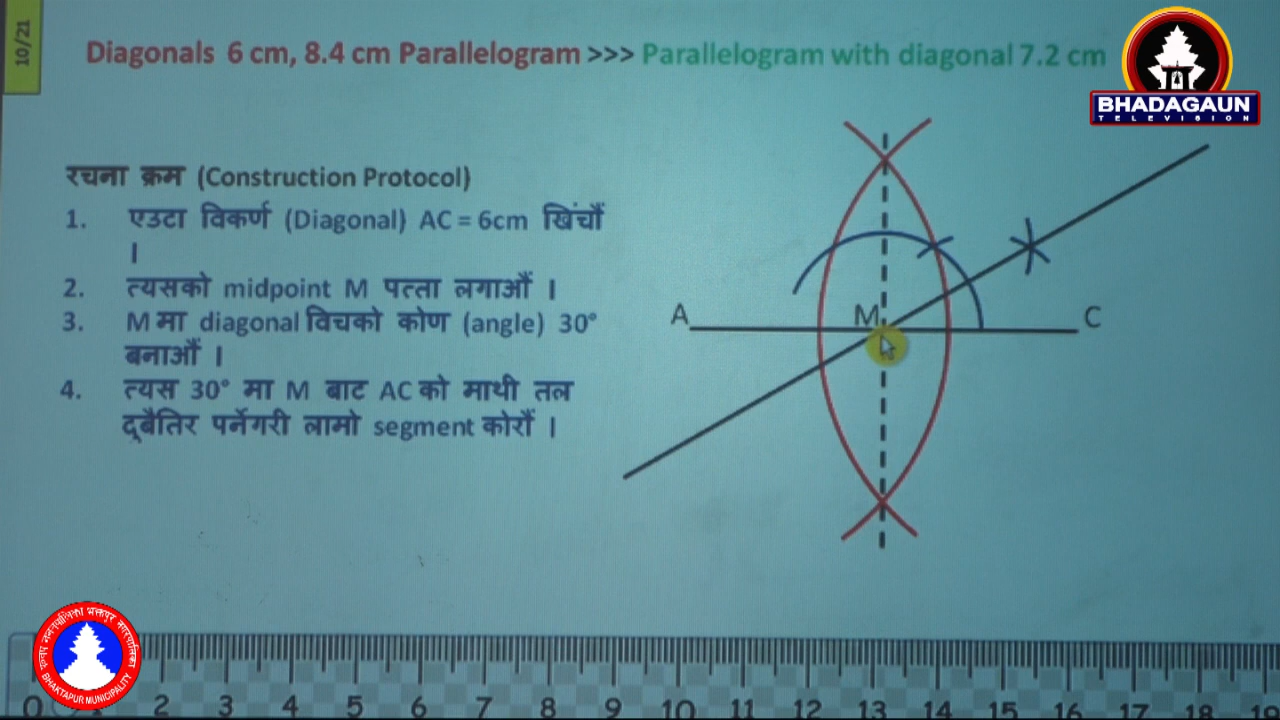 10/21
Diagonals 6 cm, 8.4 cm Parallelogram >>> Parallelogram with diagonal 7.2 cm
BHADAGAUN
TELEVISION
रचना क्रम (Construction Protocol)
1. एउटा विकर्ण (Diagonal) AC = 6cm खिंचौं
।
2. त्यसको midpoint M पत्ता लगाऔं ।
3. M मा diagonal विचको कोण (angle) 30°
बनाऔं ।
4. त्यस 30° मा M बाट AC को माथी तल
दूबैतिर पर्नेगरी लामो segment कोरौं ।
A M C
BHAKTAPUR MUNICIPALITY
0 2 3 4 5 6 7 8 9 10 11 12 13 14 15 16 17 18 19